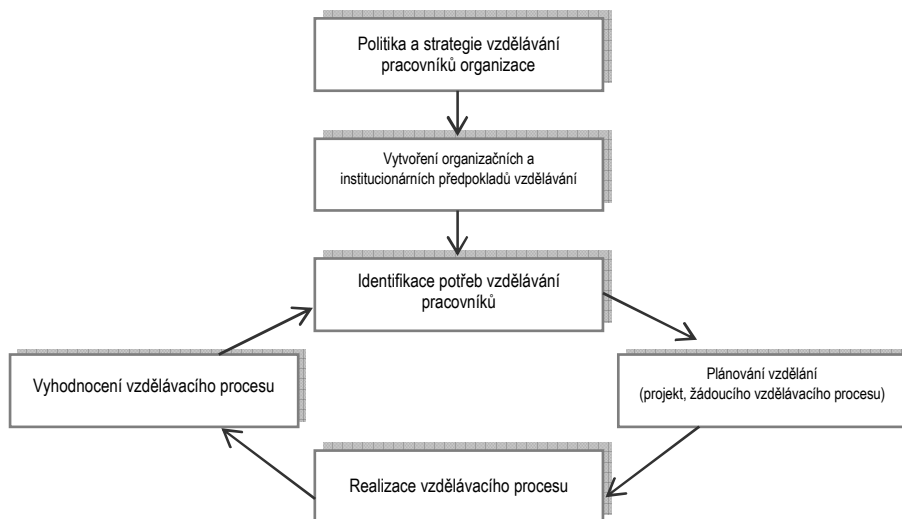 Politika a strategie vzdělávání
pracovníků organizace
Vytvoření organizačních a
institucionárních předpokladů vzdělávání
Identifikace potřeb vzdělávání
pracovníků
Vyhodnocení vzdělávacího procesu
Plánování vzdělání
(projekt, žádoucího vzdělávacího procesu)
Realizace vzdělávacího procesu